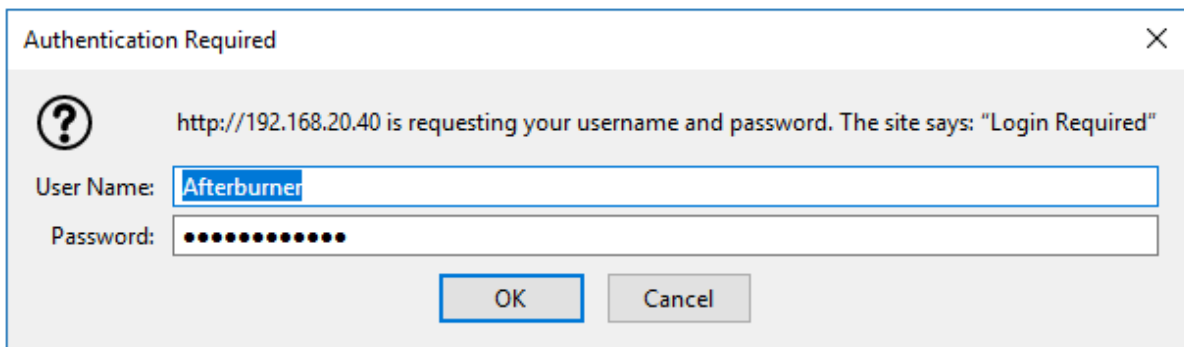 Authentication Required
http://192.168.20.40 is requesting your username and password. The site says: “Login Required”
User Name: Afterburner
Password: ●●●●●●●●●●●●
OK Cancel